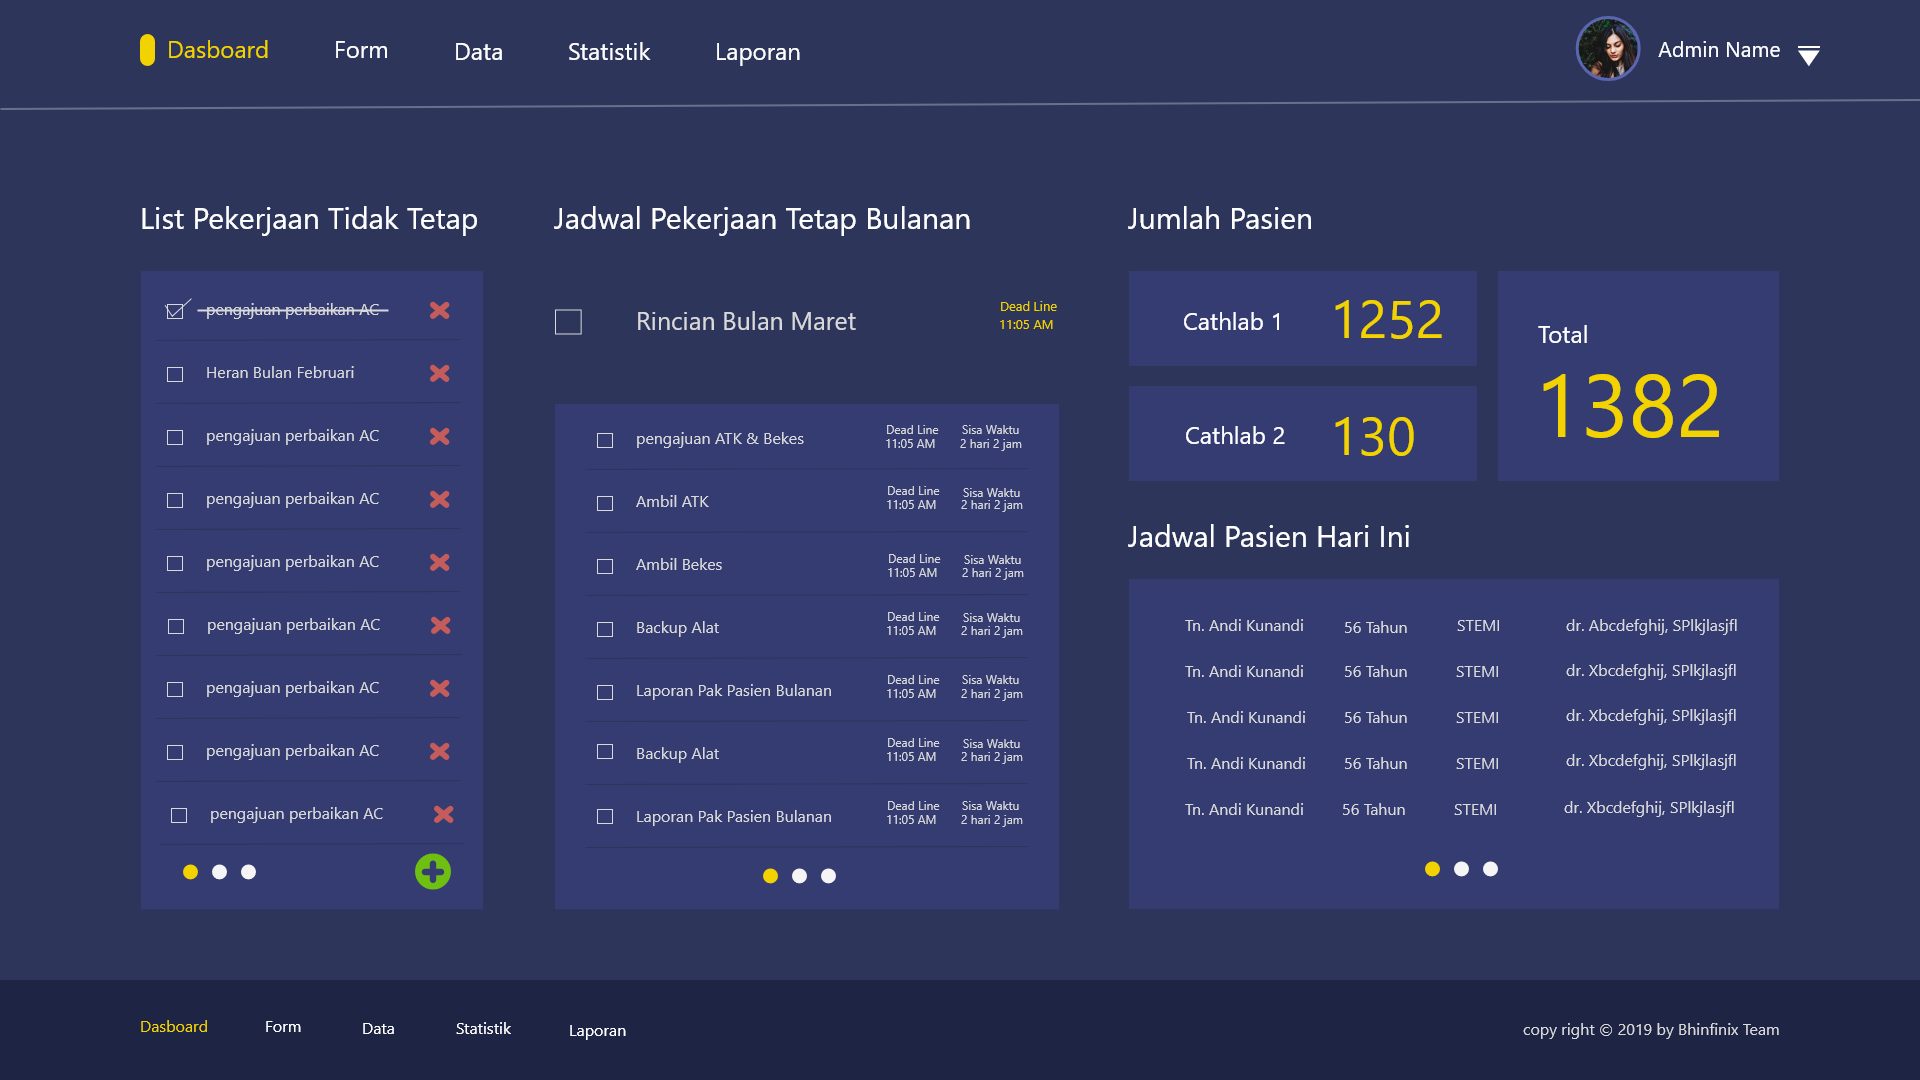 Dasboard
Form
Data
Statistik
Laporan
Admin Name
List Pekerjaan Tidak Tetap
pengajuan perbaikan AC
Heran Bulan Februari
pengajuan perbaikan AC
pengajuan perbaikan AC
pengajuan perbaikan AC
pengajuan perbaikan AC
pengajuan perbaikan AC
pengajuan perbaikan AC
pengajuan perbaikan AC
Jadwal Pekerjaan Tetap Bulanan
Rincian Bulan Maret
Dead Line
11:05 AM
pengajuan ATK & Bekes
Dead Line
11:05 AM
Sisa Waktu
2 hari 2 jam
Ambil ATK
Dead Line
11:05 AM
Sisa Waktu
2 hari 2 jam
Ambil Bekes
Dead Line
11:05 AM
Sisa Waktu
2 hari 2 jam
Backup Alat
Dead Line
11:05 AM
Sisa Waktu
2 hari 2 jam
Laporan Pak Pasien Bulanan
Dead Line
11:05 AM
Sisa Waktu
2 hari 2 jam
Backup Alat
Dead Line
11:05 AM
Sisa Waktu
2 hari 2 jam
Laporan Pak Pasien Bulanan
Dead Line
11:05 AM
Sisa Waktu
2 hari 2 jam
Jumlah Pasien
Cathlab 1 1252
Cathlab 2 130
Total
1382
Jadwal Pasien Hari Ini
Tn. Andi Kunandi 56 Tahun STEMI dr. Abcdefghij, SPlkjlasjfl
Tn. Andi Kunandi 56 Tahun STEMI dr. Xbcdefghij, SPlkjlasjfl
Tn. Andi Kunandi 56 Tahun STEMI dr. Xbcdefghij, SPlkjlasjfl
Tn. Andi Kunandi 56 Tahun STEMI dr. Xbcdefghij, SPlkjlasjfl
Tn. Andi Kunandi 56 Tahun STEMI dr. Xbcdefghij, SPlkjlasjfl
Dasboard
Form
Data
Statistik
Laporan
copy right © 2019 by Bhinfinix Team